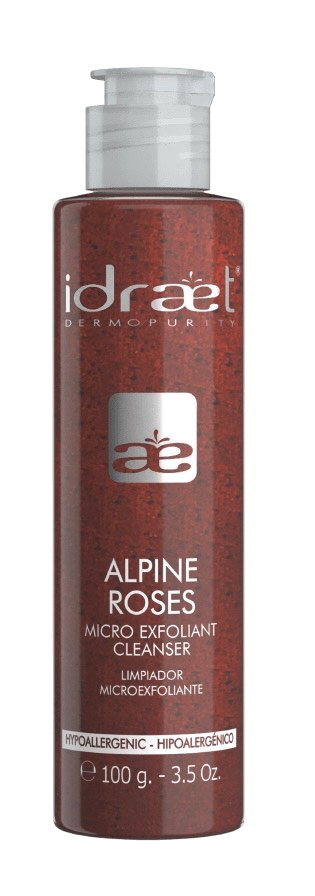 idraet®
DERMOPURITY
æ
ALPINE
ROSES
MICRO EXFOLIANT
CLEANSER
LIMPIADOR
MICROEXFOLIANTE
HYPOALLERGENIC - HIPOALERGÉNICO
℮ 100 g. - 3.5 Oz.